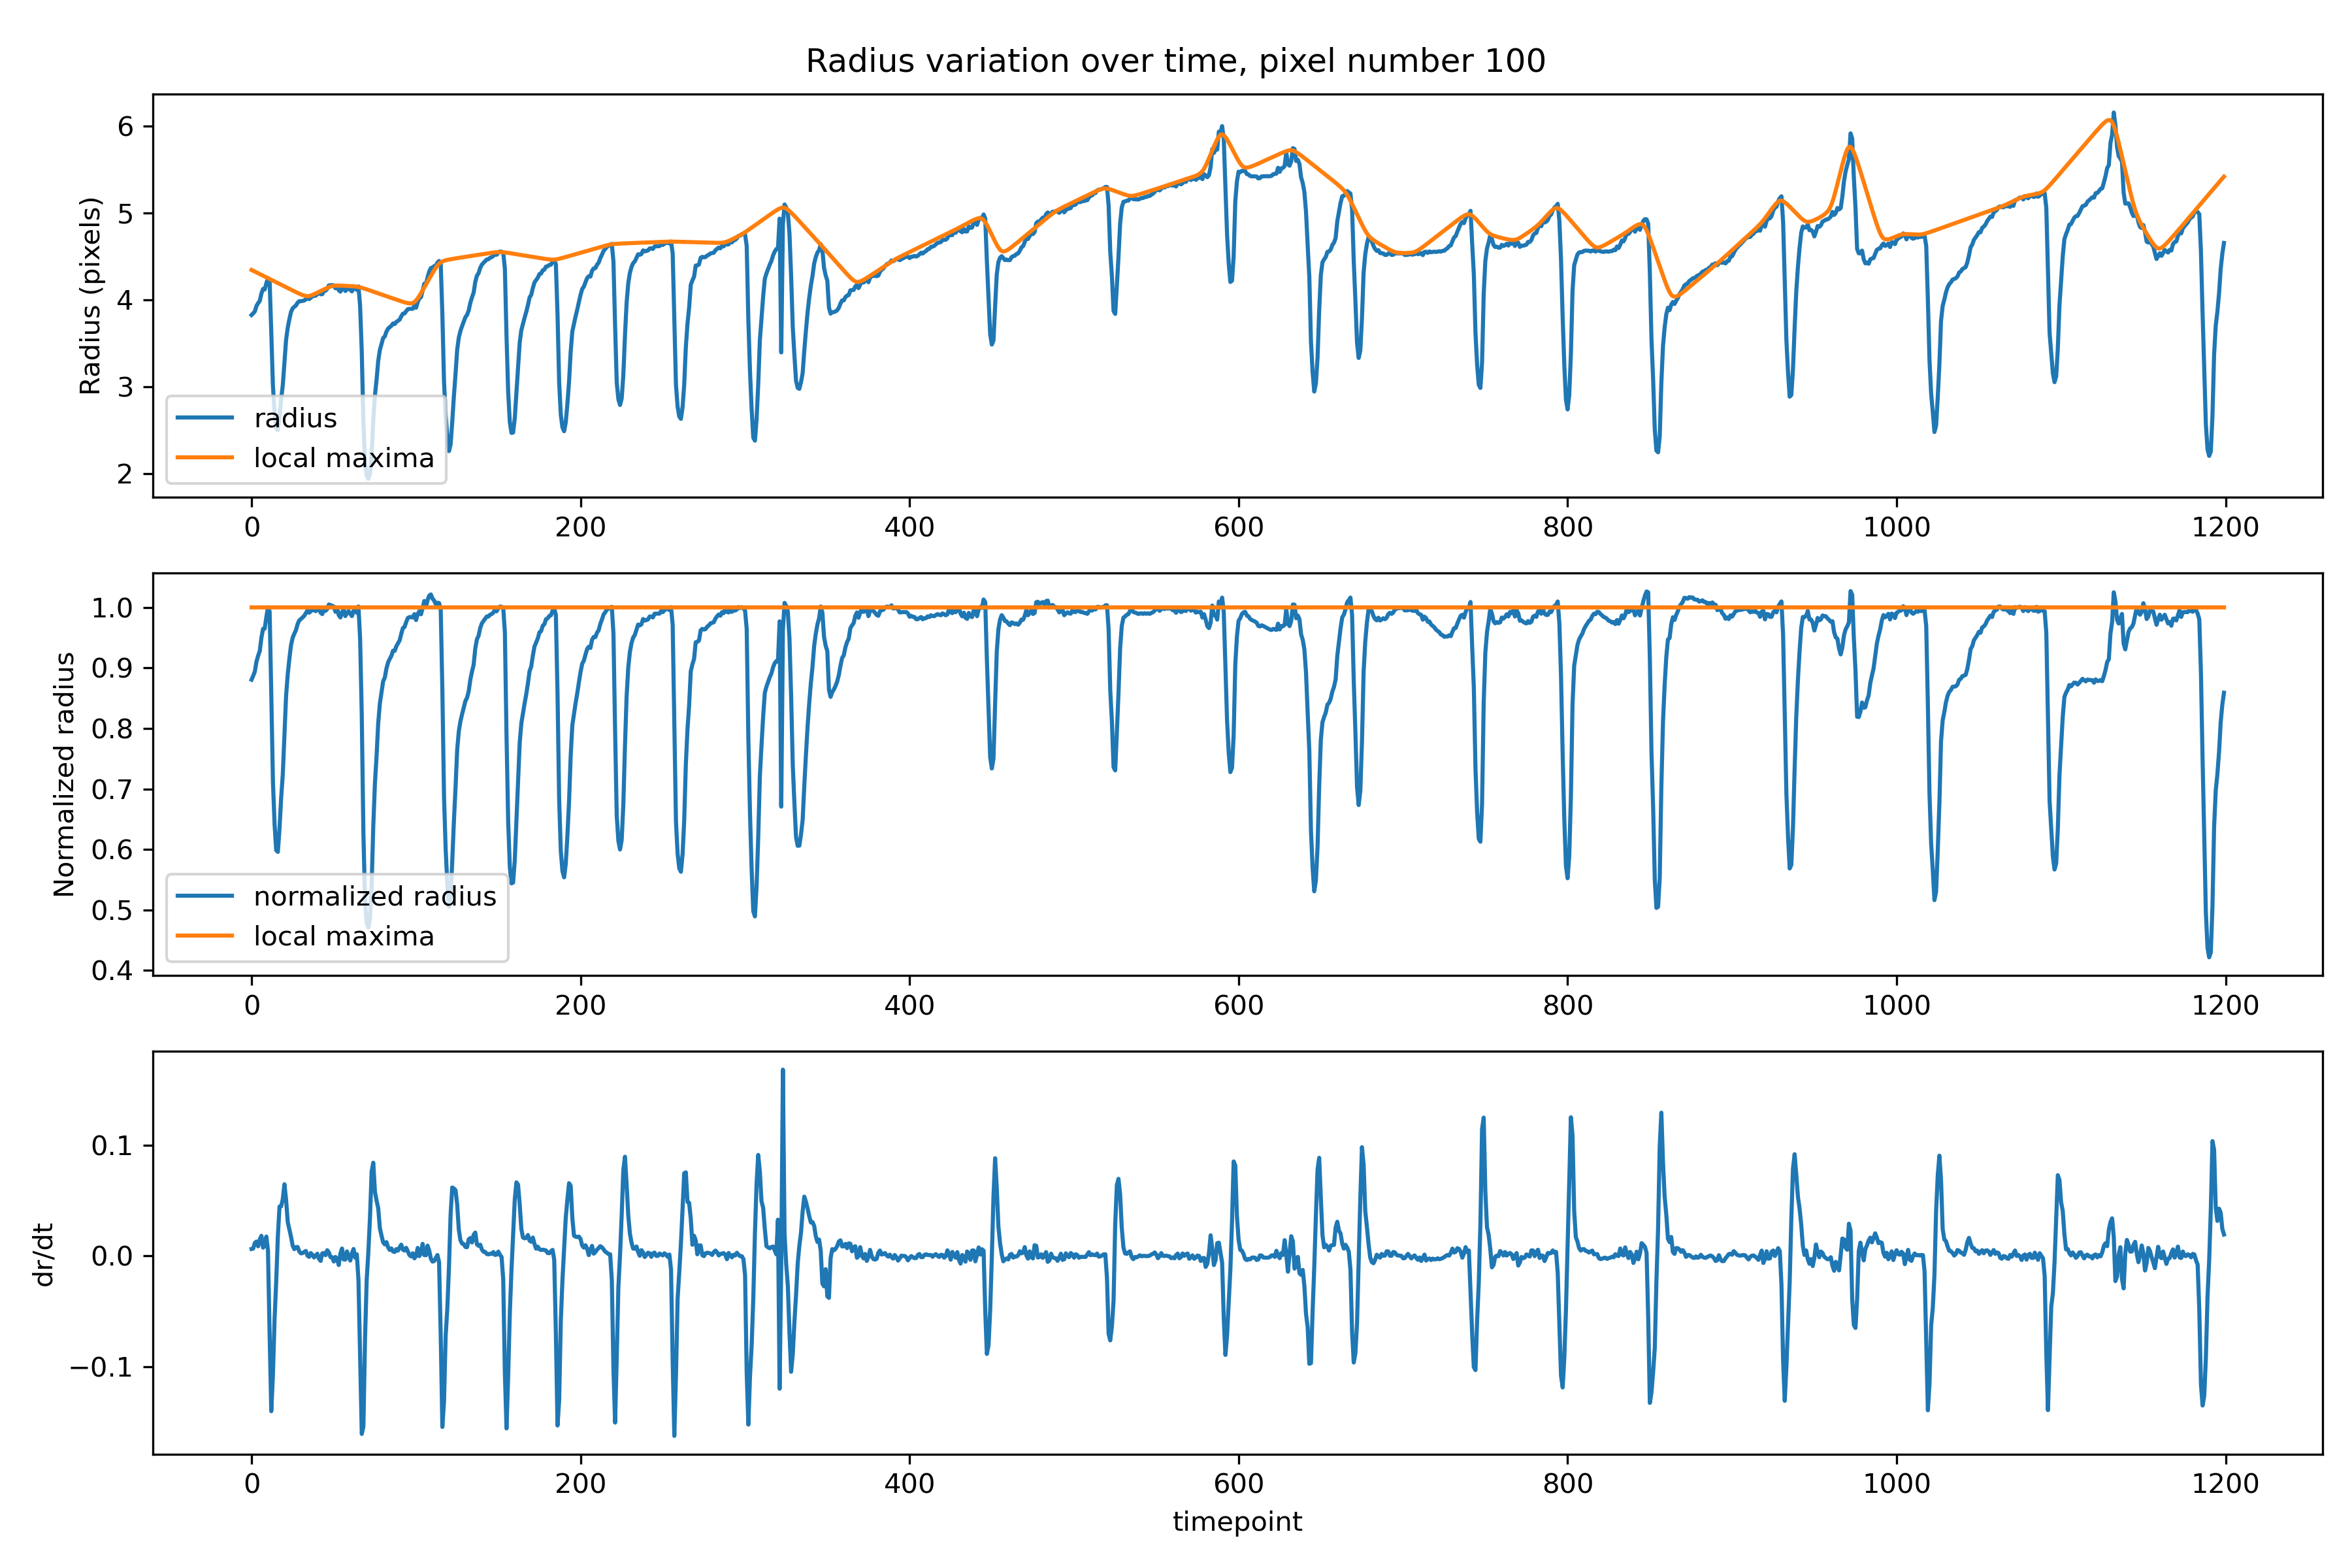 Radius variation over time, pixel number 100
Radius (pixels)
6
5
4
3
2
radius
local maxima
0 200 400 600 800 1000 1200
Normalized radius
1.0
0.9
0.8
0.7
0.6
0.5
0.4
normalized radius
local maxima
0 200 400 600 800 1000 1200
dr/dt
0.1
0.0
−0.1
0 200 400 600 800 1000 1200
timepoint